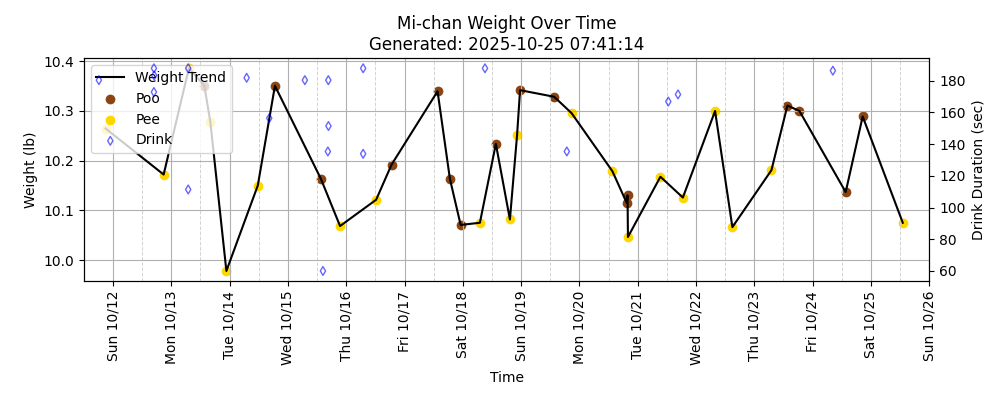 Mi-chan Weight Over Time
Generated: 2025-10-25 07:41:14
Weight (lb)
10.4
10.3
10.2
10.1
10.0
Weight Trend
Poo
Pee
Drink
180
160
140
120
100
80
60
Drink Duration (sec)
Sun 10/12
Mon 10/13
Tue 10/14
Wed 10/15
Thu 10/16
Fri 10/17
Sat 10/18
Sun 10/19
Mon 10/20
Tue 10/21
Wed 10/22
Thu 10/23
Fri 10/24
Sat 10/25
Sun 10/26
Time